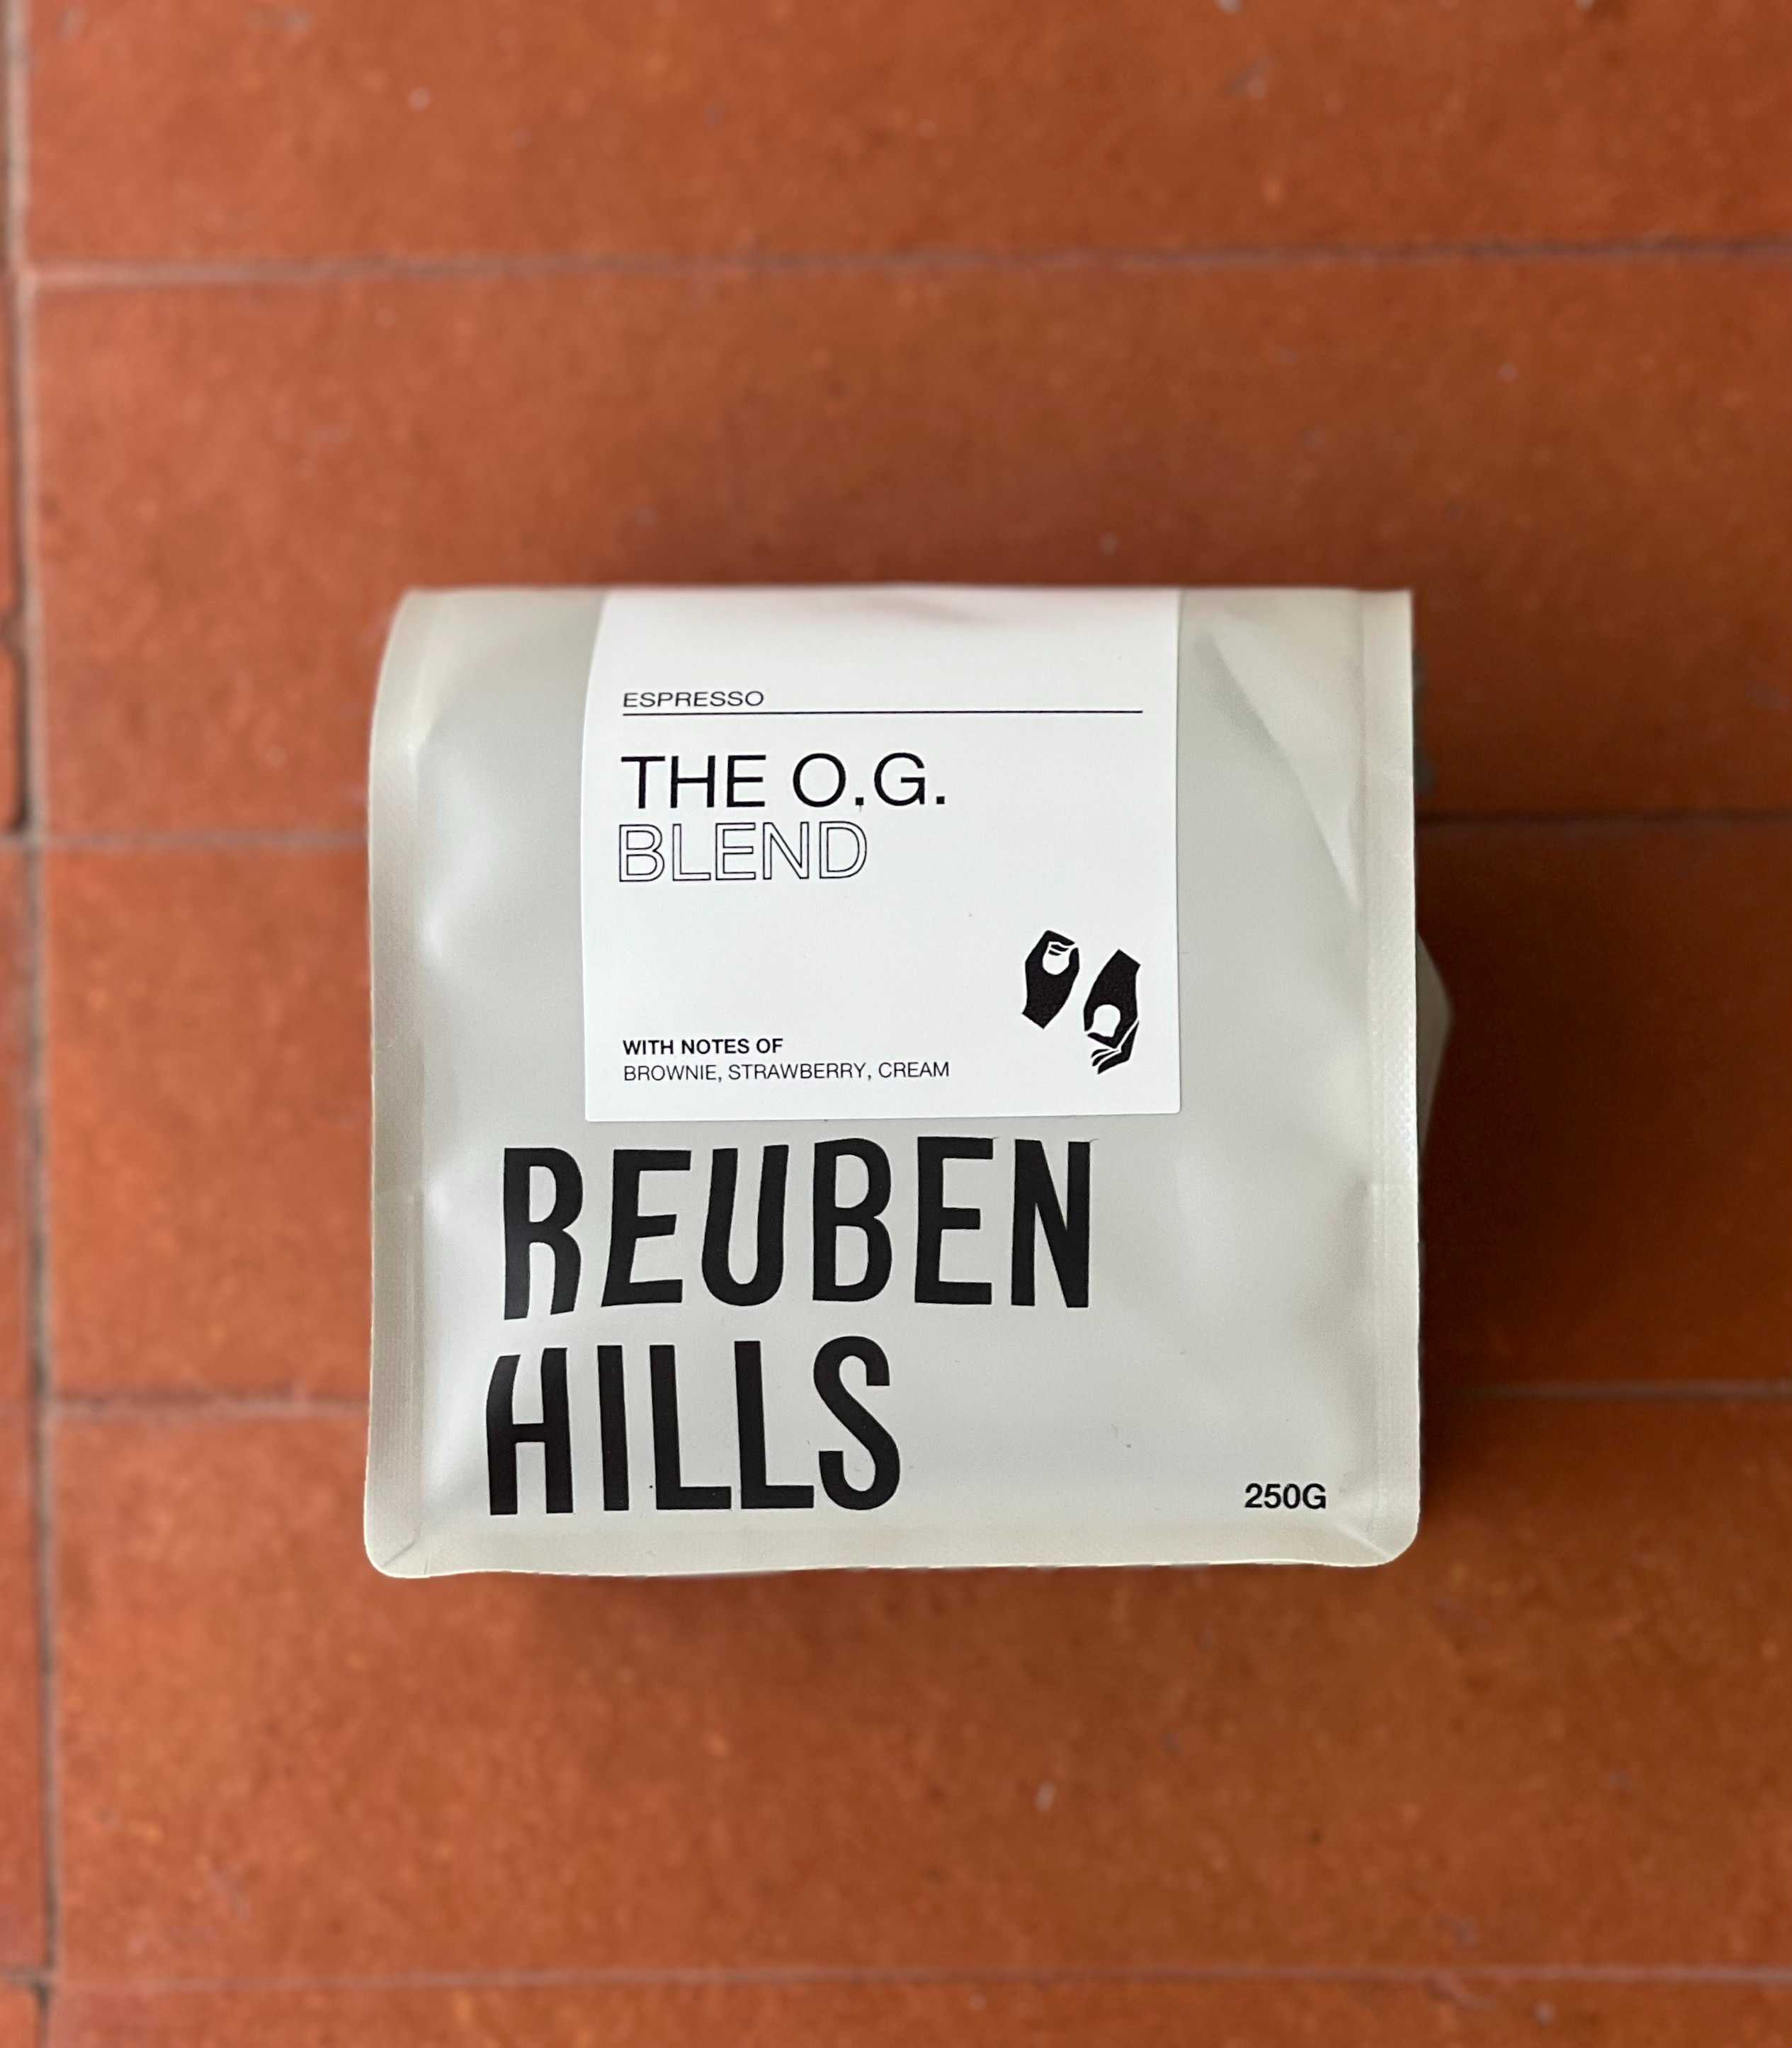 ESPRESSO
THE O.G.
BLEND
WITH NOTES OF
BROWNIE, STRAWBERRY, CREAM
REUBEN
HILLS
250G